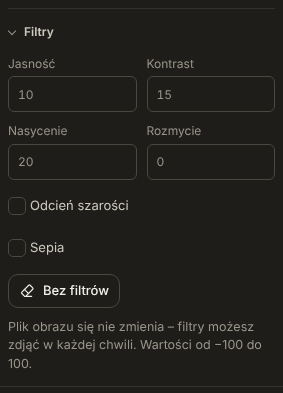 Filtry
Jasność Kontrast
10 15
Nasycenie Rozmycie
20 0
Odcień szarości
Sepia
Bez filtrów
Plik obrazu się nie zmienia – filtry możesz
zdjąć w każdej chwili. Wartości od −100 do
100.